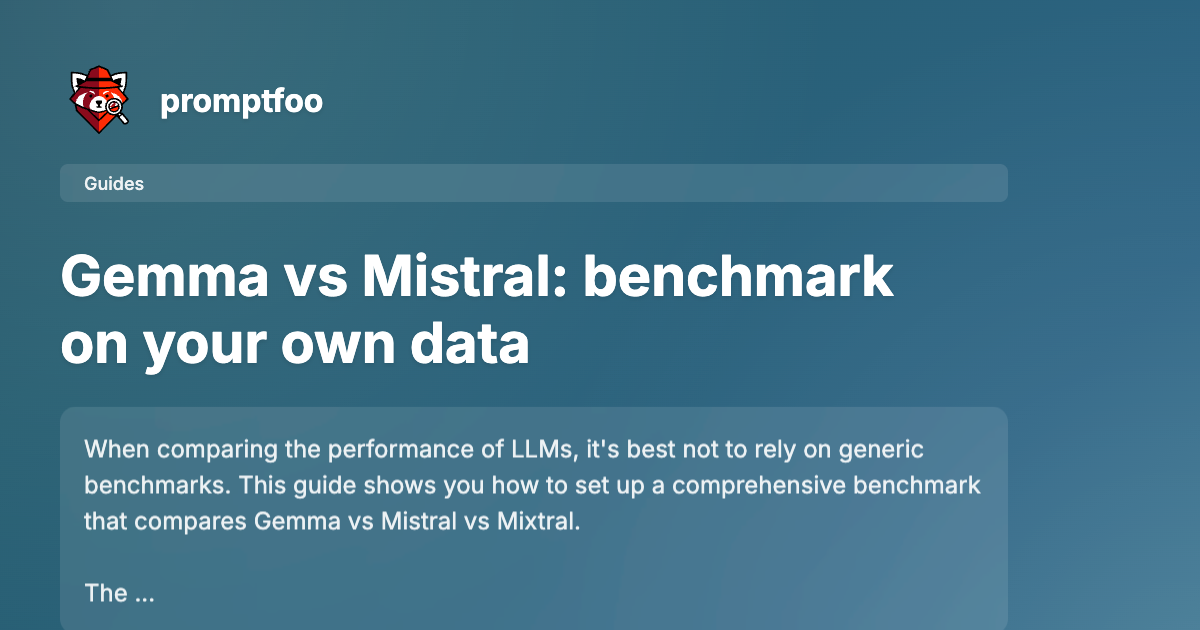 promptfoo
Guides
Gemma vs Mistral: benchmark
on your own data
When comparing the performance of LLMs, it's best not to rely on generic
benchmarks. This guide shows you how to set up a comprehensive benchmark
that compares Gemma vs Mistral vs Mixtral.
The ...